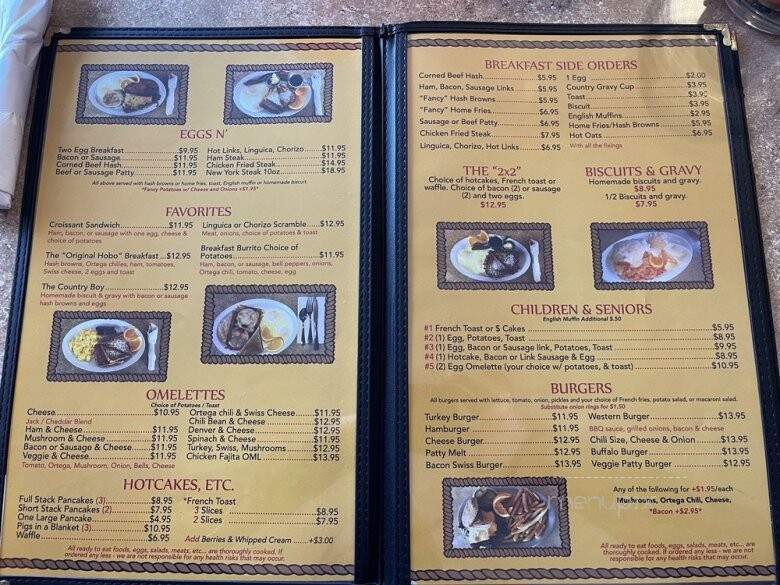 EGGS N'
Two Egg Breakfast $9.95
Bacon or Sausage $11.95
Corned Beef Hash $11.95
Beef or Sausage Patty $11.95
Hot Links, Linguica, Chorizo $11.95
Ham Steak $11.95
Chicken Fried Steak $14.95
New York Steak 10oz $18.95
All above served with hash browns or home fries, toast, English muffin or homemade biscuit
*Fancy Potatoes w/ Cheese and Onions +$1.95*
FAVORITES
Croissant Sandwich $11.95
Ham, bacon, or sausage with one egg, cheese &
choice of potatoes
The "Original Hobo" Breakfast $12.95
Hash browns, Ortega chilies, ham, tomatoes,
Swiss cheese, 2 eggs and toast
The Country Boy $12.95
Homemade biscuit & gravy with bacon or sausage
hash browns and eggs
Linguica or Chorizo Scramble $12.95
Meat, onions, choice of potatoes & toast
Breakfast Burrito Choice of
Potatoes $11.95
Ham, bacon, or sausage, bell peppers, onions,
Ortega chili, tomato, cheese, egg
OMELETTES
Choice of Potatoes / Toast
Cheese $10.95
Jack / Cheddar Blend
Ham & Cheese $11.95
Mushroom & Cheese $11.95
Bacon or Sausage & Cheese $11.95
Veggie & Cheese $11.95
Tomato, Ortega, Mushroom, Onion, Bells, Cheese
Ortega chili & Swiss Cheese $11.95
Chili Bean & Cheese $12.95
Denver & Cheese $12.95
Spinach & Cheese $11.95
Turkey, Swiss, Mushrooms $12.95
Chicken Fajita OML $13.95
HOTCAKES, ETC.
Full Stack Pancakes (3) $8.95
Short Stack Pancakes (2) $7.95
One Large Pancake $4.95
Pigs in a Blanket (3) $10.95
Waffle $6.95
*French Toast
3 Slices $8.95
2 Slices $7.95
Add Berries & Whipped Cream +$3.00
All ready to eat foods, eggs, salads, meats, etc... are thoroughly cooked. If
ordered any less - we are not responsible for any health risks that may occur.
BREAKFAST SIDE ORDERS
Corned Beef Hash $5.95
Ham, Bacon, Sausage Links $5.95
"Fancy" Hash Browns $5.95
"Fancy" Home Fries $6.95
Sausage or Beef Patty $6.95
Chicken Fried Steak $7.95
Linguica, Chorizo, Hot Links $6.95
1 Egg $2.00
Country Gravy Cup $3.95
Toast
Biscuit $3.95
English Muffins $2.95
Home Fries/Hash Browns $5.95
Hot Oats $6.95
With all the fixings
THE "2x2"
Choice of hotcakes, French toast or
waffle. Choice of bacon (2) or sausage
(2) and two eggs.
$12.95
BISCUITS & GRAVY
Homemade biscuits and gravy.
$8.95
1/2 Biscuits and gravy.
$7.95
CHILDREN & SENIORS
English Muffin Additional $.50
#1 French Toast or $ Cakes $5.95
#2 (1) Egg, Potatoes, Toast $8.95
#3 (1) Egg, Bacon or Sausage link, Potatoes, Toast $9.95
#4 (1) Hotcake, Bacon or Link Sausage & Egg $8.95
#5 (2) Egg Omelette (your choice w/ potatoes, & toast) $10.95
BURGERS
All burgers served with lettuce, tomato, onion, pickles and your choice of French fries, potato salad, or macaroni salad.
Substitute onion rings for $1.50
Turkey Burger $11.95
Hamburger $11.95
Cheese Burger $12.95
Patty Melt $12.95
Bacon Swiss Burger $13.95
Western Burger $13.95
BBQ sauce, grilled onions, bacon & cheese
Chili Size, Cheese & Onion $13.95
Buffalo Burger $13.95
Veggie Patty Burger $12.95
Any of the following for +$1.95/each
Mushrooms, Ortega Chili, Cheese,
*Bacon +$2.95*
All ready to eat foods, eggs, salads, meats, etc... are
thoroughly cooked. If ordered any less - we are not
responsible for any health risks that may occur.